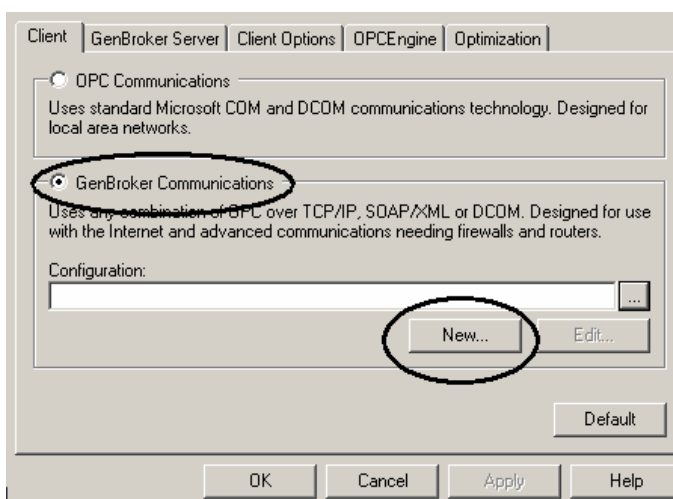 Client GenBroker Server Client Options OPCEngine Optimization
OPC Communications
Uses standard Microsoft COM and DCOM communications technology. Designed for
local area networks.
GenBroker Communications
Uses any combination of OPC over TCP/IP, SOAP/XML or DCOM. Designed for use
with the Internet and advanced communications needing firewalls and routers.
Configuration:
...
New... Edit...
Default
OK Cancel Apply Help